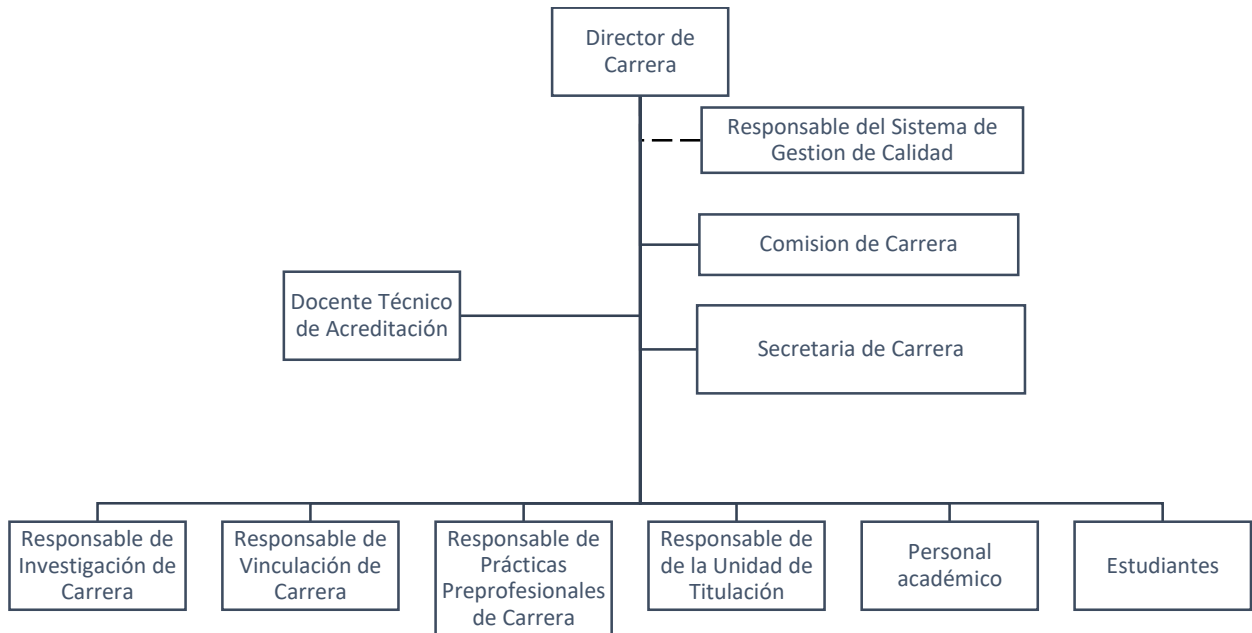 Director de
Carrera
Responsable del Sistema de
Gestion de Calidad
Comision de Carrera
Docente Técnico
de Acreditación
Secretaria de Carrera
Responsable de
Investigación de
Carrera
Responsable de
Vinculación de
Carrera
Responsable de
Prácticas
Preprofesionales
de Carrera
Responsable de
de la Unidad de
Titulación
Personal
académico
Estudiantes